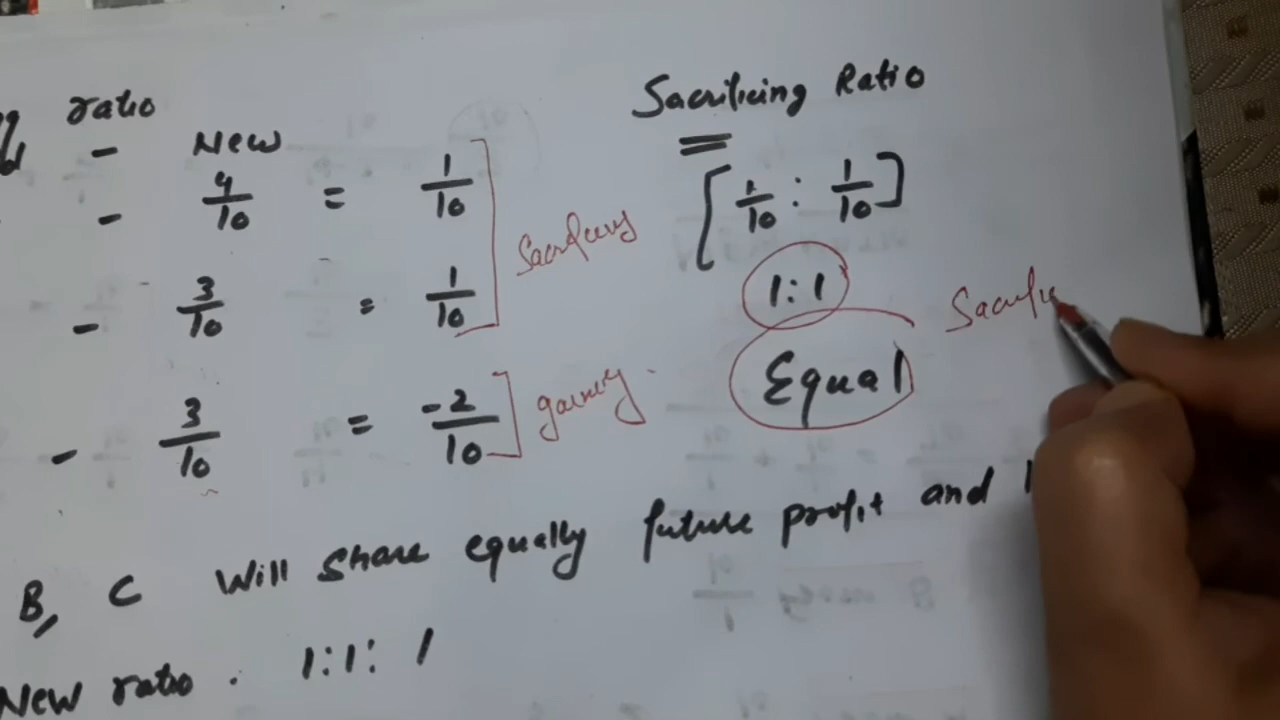 ratio Sacrificing Ratio
- New
- 4/10 = 1/10 [1/10 : 1/10]
Sacrificing
- 3/10 = 1/10 1:1 Sacrific
- 3/10 = -2/10 gaining Equal
B, C Will share equally future profit and
New ratio. 1:1:1